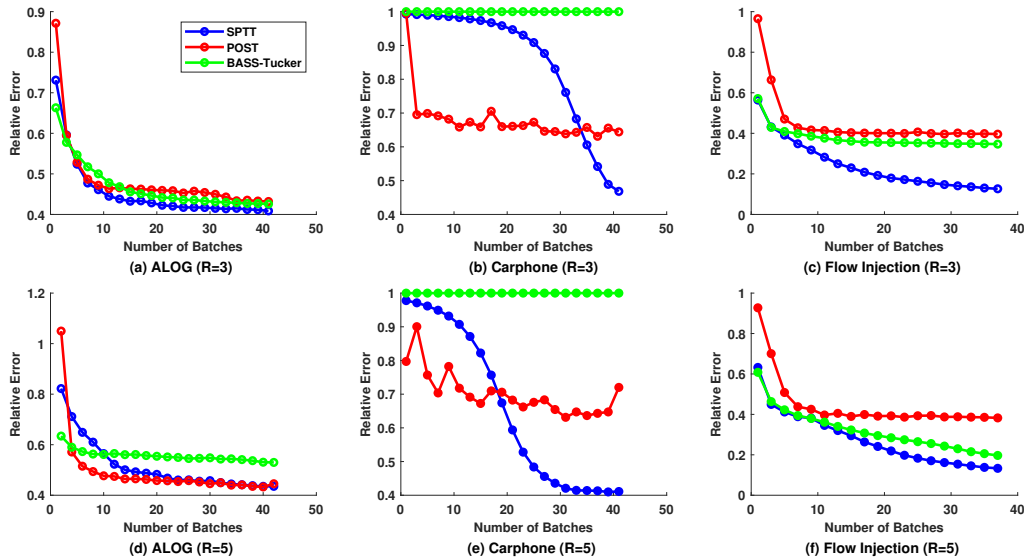 0.9
0.8
0.7
0.6
0.5
0.4
Relative Error
0 10 20 30 40 50
Number of Batches
(a) ALOG (R=3)
SPTT
POST
BASS-Tucker
1
0.9
0.8
0.7
0.6
0.5
0.4
Relative Error
0 10 20 30 40 50
Number of Batches
(b) Carphone (R=3)
1
0.8
0.6
0.4
0.2
0
Relative Error
0 10 20 30 40
Number of Batches
(c) Flow Injection (R=3)
1.2
1
0.8
0.6
0.4
Relative Error
0 10 20 30 40 50
Number of Batches
(d) ALOG (R=5)
1
0.9
0.8
0.7
0.6
0.5
0.4
Relative Error
0 10 20 30 40 50
Number of Batches
(e) Carphone (R=5)
1
0.8
0.6
0.4
0.2
0
Relative Error
0 10 20 30 40
Number of Batches
(f) Flow Injection (R=5)